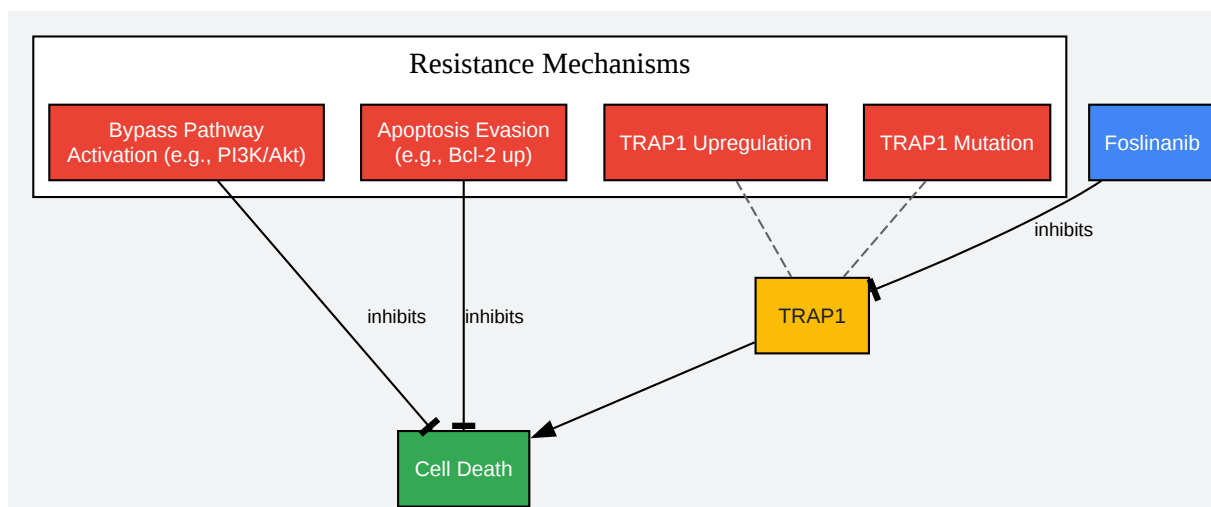 Resistance Mechanisms
Bypass Pathway
Activation (e.g., PI3K/Akt)
Apoptosis Evasion
(e.g., Bcl-2 up)
TRAP1 Upregulation
TRAP1 Mutation
Foslinanib
inhibits
TRAP1
inhibits
inhibits
Cell Death